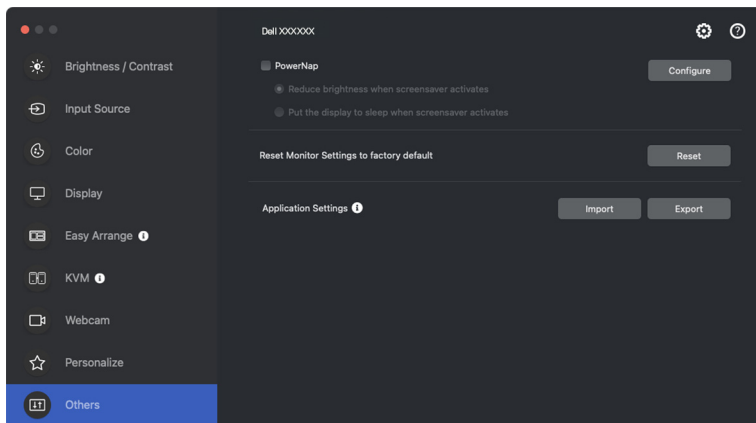 Dell XXXXXX
Brightness / Contrast
Input Source
Color
Display
Easy Arrange
KVM
Webcam
Personalize
Others
PowerNap
Configure
Reduce brightness when screensaver activates
Put the display to sleep when screensaver activates
Reset Monitor Settings to factory default
Reset
Application Settings
Import
Export